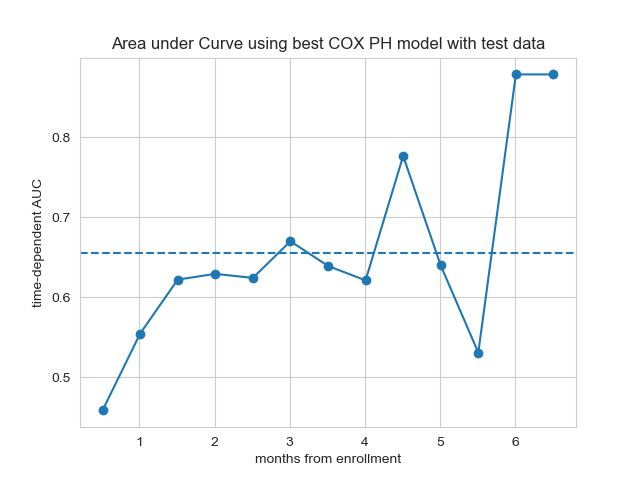 Area under Curve using best COX PH model with test data
time-dependent AUC
0.8
0.7
0.6
0.5
1 2 3 4 5 6
months from enrollment